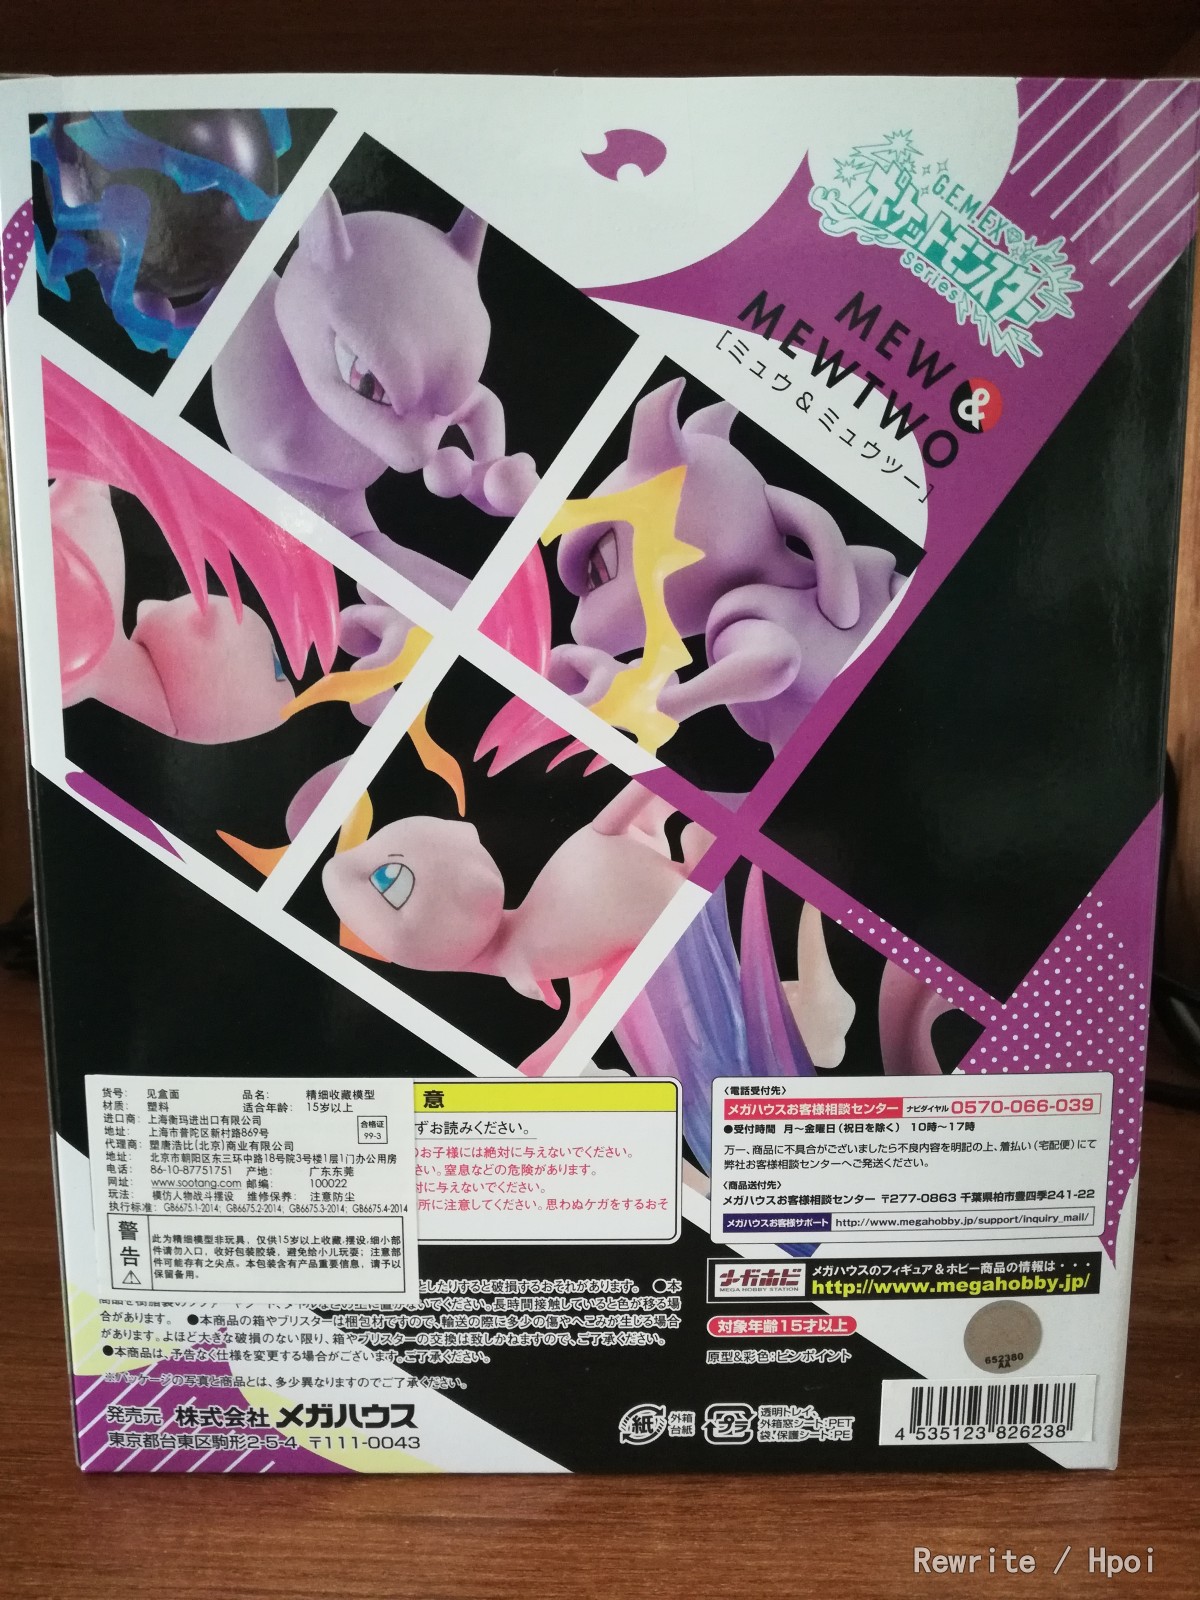 G.E.M.EX
ポケットモンスター
series
MEW &
MEWTWO
[ミュウ&ミュウツー]
货号: 见盒面 品名: 精细收藏模型
材质: 塑料 适合年龄: 15岁以上
进口商: 上海衡玛进出口有限公司
地址: 上海市普陀区新村路869号
合格证
99-3
代理商: 塑唐浩比(北京)商业有限公司
地址: 北京市朝阳区东三环中路18号院3号楼1层1门办公用房
电话: 86-10-87751751 产地: 广东东莞
网址: www.sootang.com 邮编: 100022
玩法: 模仿人物战斗摆设 维修保养: 注意防尘
执行标准: GB6675.1-2014; GB6675.2-2014; GB6675.3-2014; GB6675.4-2014
警告
此为精细模型非玩具，仅供15岁以上收藏.摆设,细小部
件请勿入口，收好包装胶袋，避免给小儿玩耍；注意部
件可能存有之尖点。本包装含有产品重要信息，请予以
保留备用。
意
ずお読みください。
のお子様には絶対に与えないでください。
さい。窒息などの危険があります。
対に与えないでください。
所に注意してください。思わぬケガをするおそ
としたりすると破損するおそれがあります。 ●本
でください。長時間接触していると色が移る場
合があります。 ●本商品の箱やブリスターは梱包材ですので、輸送の際に多少の傷やへこみが生じる場合
があります。よほど大きな破損のない限り、箱やブリスターの交換は致しかねますので、ご了承ください。
●本商品は、予告なく仕様を変更する場合がございます。ご了承ください。
※パッケージの写真と商品とは、多少異なりますのでご了承ください。
発売元 株式会社 メガハウス
東京都台東区駒形2-5-4 〒111-0043
〈電話受付先〉
メガハウスお客様相談センター ナビダイヤル 0570-066-039
●受付時間 月~金曜日(祝日を除く) 10時~17時
万一、商品に不具合がございましたら不良内容を明記の上、着払い(宅配便)にて
弊社お客様相談センターへご発送ください。
〈商品送付先〉
メガハウスお客様相談センター 〒277-0863 千葉県柏市豊四季241-22
メガハウスお客様サポート http://www.megahobby.jp/support/inquiry_mail/
メガホビ
MEGA HOBBY STATION
メガハウスのフィギュア&ホビー商品の情報は・・・
http://www.megahobby.jp/
対象年齢15才以上
原型&彩色:ピンポイント
652380
AA
紙
外箱
台紙
プラ
透明トレイ、
外箱窓シート:PET
袋、保護シート:PE
4 535123 826238
Rewrite / Hpoi